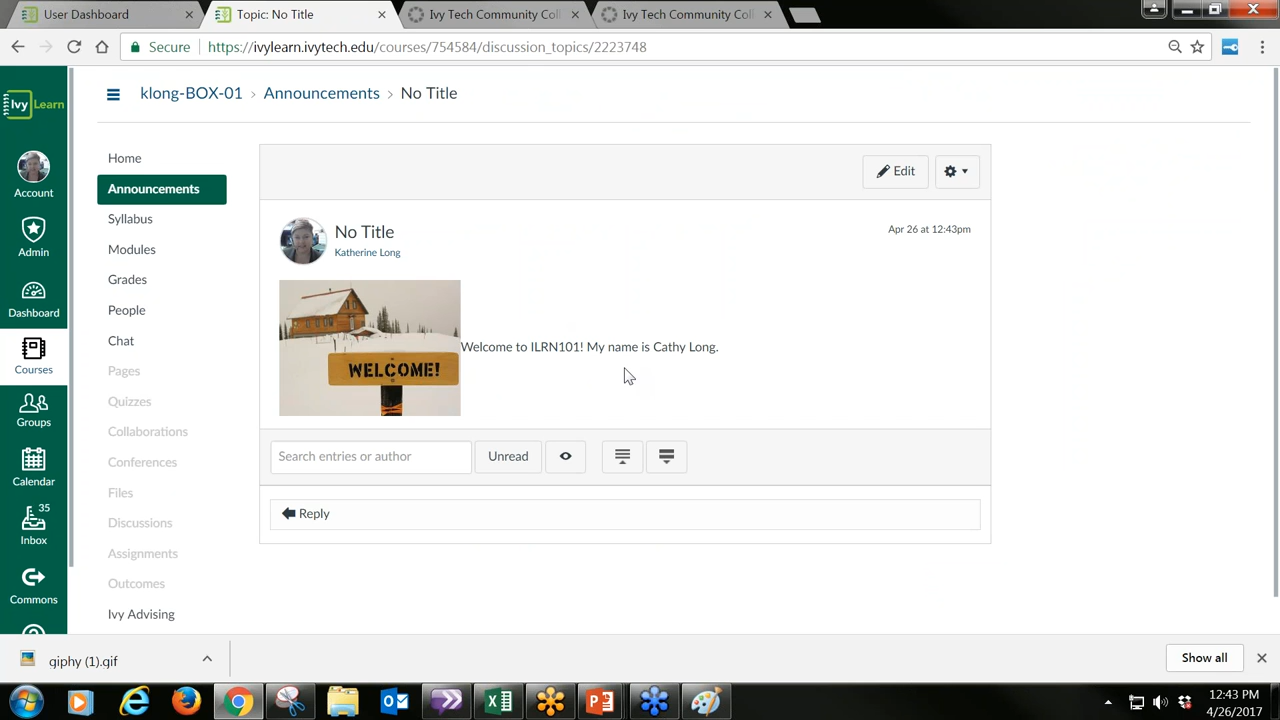 User Dashboard
Topic: No Title
Ivy Tech Community Coll
Ivy Tech Community Coll
Secure
https://ivylearn.ivytech.edu/courses/754584/discussion_topics/2223748
Ivy Learn
klong-BOX-01 › Announcements › No Title
Account
Admin
Dashboard
Courses
Groups
Calendar
35
Inbox
Commons
Home
Announcements
Syllabus
Modules
Grades
People
Chat
Pages
Quizzes
Collaborations
Conferences
Files
Discussions
Assignments
Outcomes
Ivy Advising
Edit
No Title
Apr 26 at 12:43pm
Katherine Long
WELCOME!
Welcome to ILRN101! My name is Cathy Long.
Search entries or author
Unread
Reply
giphy (1).gif
Show all
12:43 PM
4/26/2017